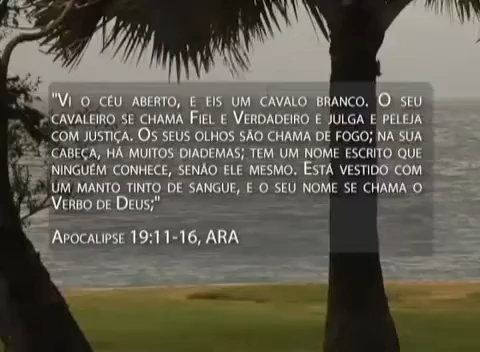 "Vi o céu aberto, e eis um cavalo branco. O seu
cavaleiro se chama Fiel e Verdadeiro e julga e peleja
com justiça. Os seus olhos são chama de fogo; na sua
cabeça, há muitos diademas; tem um nome escrito que
ninguém conhece, senão ele mesmo. Está vestido com
um manto tinto de sangue, e o seu nome se chama o
Verbo de Deus;"
Apocalipse 19:11-16, ARA